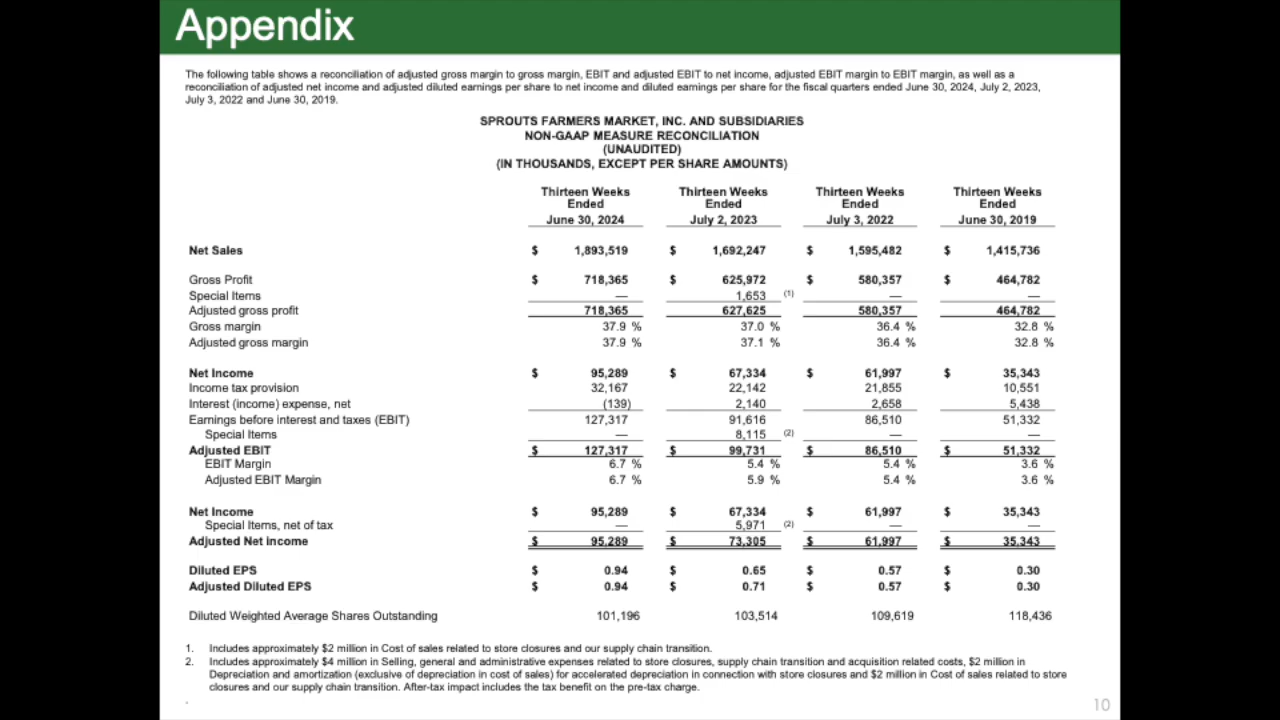 Appendix
The following table shows a reconciliation of adjusted gross margin to gross margin, EBIT and adjusted EBIT to net income, adjusted EBIT margin to EBIT margin, as well as a
reconciliation of adjusted net income and adjusted diluted earnings per share to net income and diluted earnings per share for the fiscal quarters ended June 30, 2024, July 2, 2023,
July 3, 2022 and June 30, 2019.
SPROUTS FARMERS MARKET, INC. AND SUBSIDIARIES
NON-GAAP MEASURE RECONCILIATION
(UNAUDITED)
(IN THOUSANDS, EXCEPT PER SHARE AMOUNTS)
Thirteen Weeks Thirteen Weeks Thirteen Weeks Thirteen Weeks
Ended Ended Ended Ended
June 30, 2024 July 2, 2023 July 3, 2022 June 30, 2019
Net Sales $ 1,893,519 $ 1,692,247 $ 1,595,482 $ 1,415,736
Gross Profit $ 718,365 $ 625,972 $ 580,357 $ 464,782
Special Items — 1,653 (1) — —
Adjusted gross profit 718,365 627,625 580,357 464,782
Gross margin 37.9 % 37.0 % 36.4 % 32.8 %
Adjusted gross margin 37.9 % 37.1 % 36.4 % 32.8 %
Net Income $ 95,289 $ 67,334 $ 61,997 $ 35,343
Income tax provision 32,167 22,142 21,855 10,551
Interest (income) expense, net (139) 2,140 2,658 5,438
Earnings before interest and taxes (EBIT) 127,317 91,616 86,510 51,332
Special Items — 8,115 (2) — —
Adjusted EBIT $ 127,317 $ 99,731 $ 86,510 $ 51,332
EBIT Margin 6.7 % 5.4 % 5.4 % 3.6 %
Adjusted EBIT Margin 6.7 % 5.9 % 5.4 % 3.6 %
Net Income $ 95,289 $ 67,334 $ 61,997 $ 35,343
Special Items, net of tax — 5,971 (2) — —
Adjusted Net income $ 95,289 $ 73,305 $ 61,997 $ 35,343
Diluted EPS $ 0.94 $ 0.65 $ 0.57 $ 0.30
Adjusted Diluted EPS $ 0.94 $ 0.71 $ 0.57 $ 0.30
Diluted Weighted Average Shares Outstanding 101,196 103,514 109,619 118,436
1. Includes approximately $2 million in Cost of sales related to store closures and our supply chain transition.
2. Includes approximately $4 million in Selling, general and administrative expenses related to store closures, supply chain transition and acquisition related costs, $2 million in
Depreciation and amortization (exclusive of depreciation in cost of sales) for accelerated depreciation in connection with store closures and $2 million in Cost of sales related to store
closures and our supply chain transition. After-tax impact includes the tax benefit on the pre-tax charge.
.
10